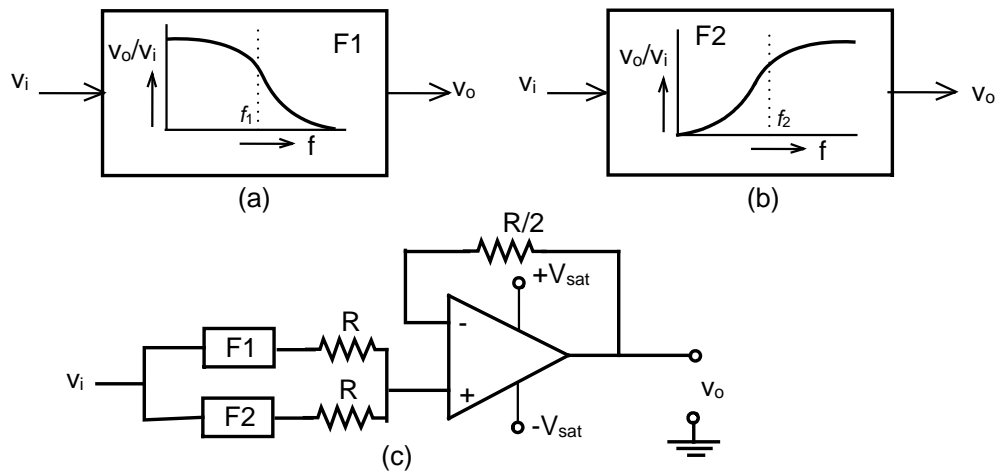 F1
vₒ/vᵢ
vᵢ
vₒ
f₁
f
(a)
F2
vₒ/vᵢ
vᵢ
vₒ
f₂
f
(b)
R/2
+Vsat
-
R
F1
vᵢ
R
F2
+
vₒ
-Vsat
(c)